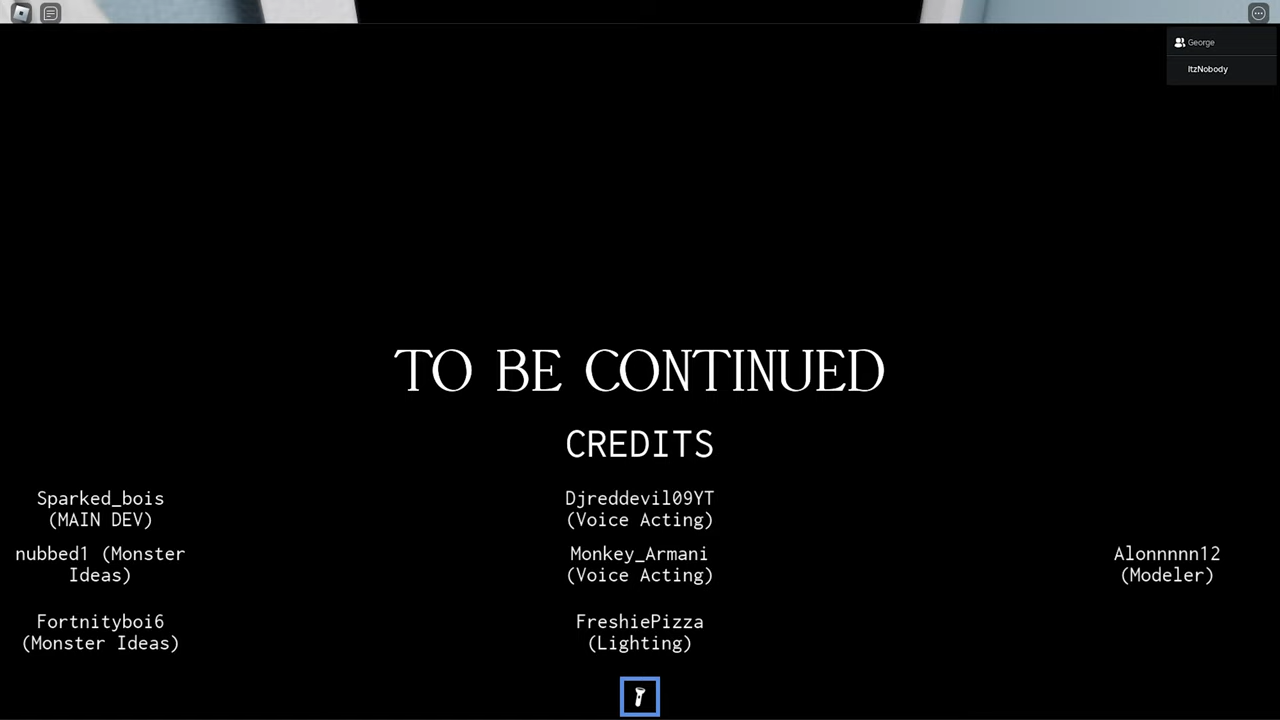 George
ItzNobody
TO BE CONTINUED
CREDITS
Sparked_bois
(MAIN DEV)
Djreddevil09YT
(Voice Acting)
nubbed1 (Monster
Ideas)
Monkey_Armani
(Voice Acting)
Alonnnnn12
(Modeler)
Fortnityboi6
(Monster Ideas)
FreshiePizza
(Lighting)